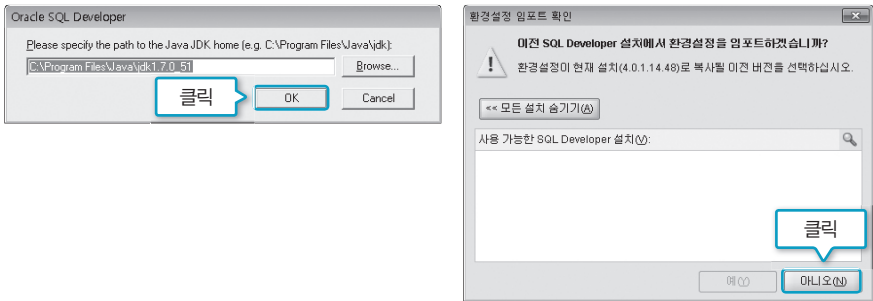 Oracle SQL Developer
Please specify the path to the Java JDK home (e.g. C:\Program Files\Java\jdk):
C:\Program Files\Java\jdk1.7.0_51
Browse...
클릭
OK
Cancel
환경설정 임포트 확인
이전 SQL Developer 설치에서 환경설정을 임포트하겠습니까?
환경설정이 현재 설치(4.0.1.14.48)로 복사될 이전 버전을 선택하십시오.
<< 모든 설치 숨기기(A)
사용 가능한 SQL Developer 설치(V):
클릭
예(Y)
아니오(N)